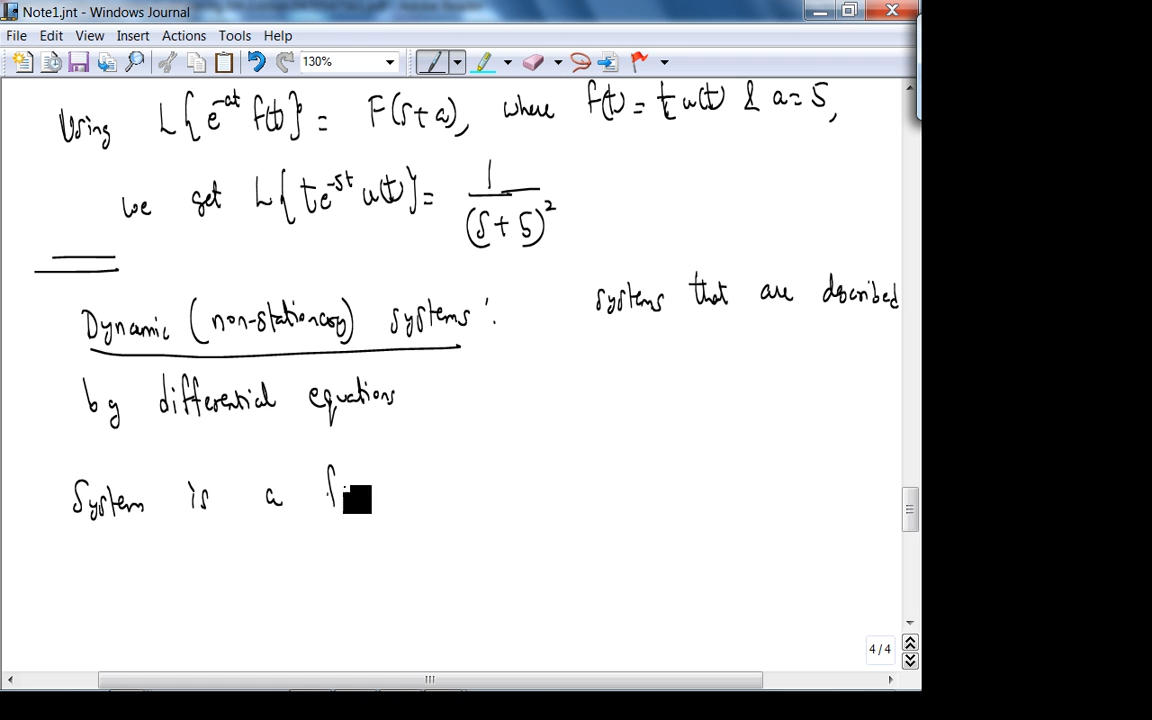 Note1.jnt - Windows Journal
File Edit View Insert Actions Tools Help
130%
Using L{e^-at f(t)} = F(s+a), where f(t) = t u(t) & a = 5,
we get L{te^-5t u(t)} = 1/(s+5)^2
Dynamic (non-stationary) systems : systems that are described
by differential equations
System is a f
4 / 4